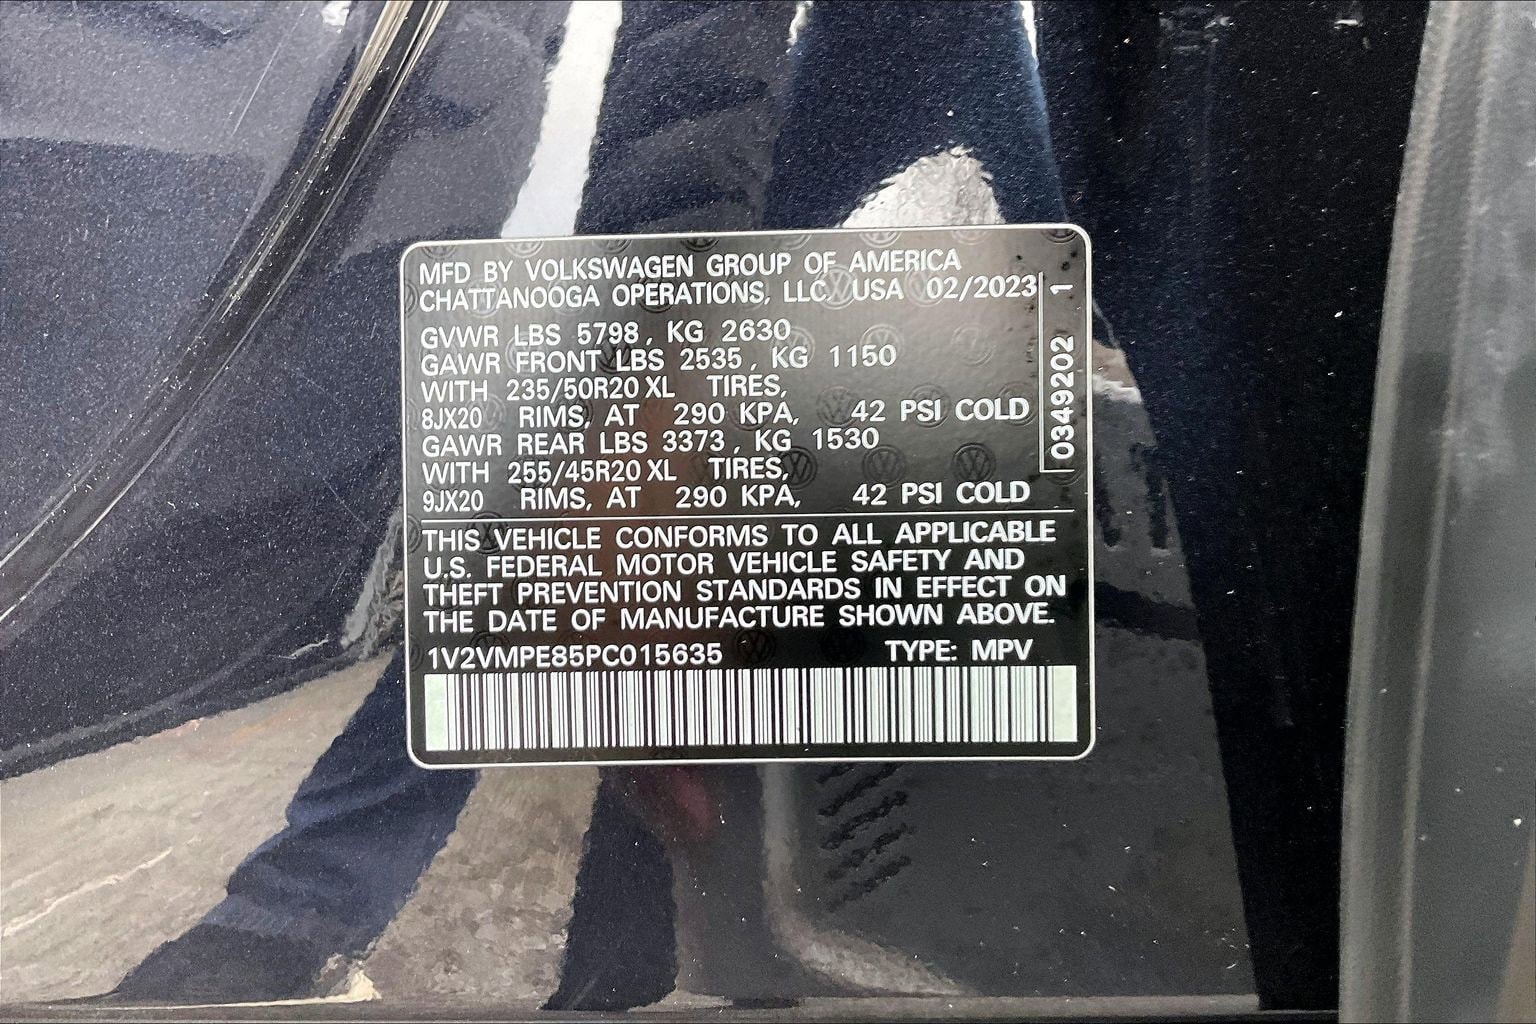 MFD BY VOLKSWAGEN GROUP OF AMERICA
CHATTANOOGA OPERATIONS, LLC, USA 02/2023
GVWR LBS 5798, KG 2630
GAWR FRONT LBS 2535, KG 1150
WITH 235/50R20 XL TIRES,
8JX20 RIMS, AT 290 KPA, 42 PSI COLD
GAWR REAR LBS 3373, KG 1530
WITH 255/45R20 XL TIRES,
9JX20 RIMS, AT 290 KPA, 42 PSI COLD
0349202 1
THIS VEHICLE CONFORMS TO ALL APPLICABLE
U.S. FEDERAL MOTOR VEHICLE SAFETY AND
THEFT PREVENTION STANDARDS IN EFFECT ON
THE DATE OF MANUFACTURE SHOWN ABOVE.
1V2VMPE85PC015635 TYPE: MPV